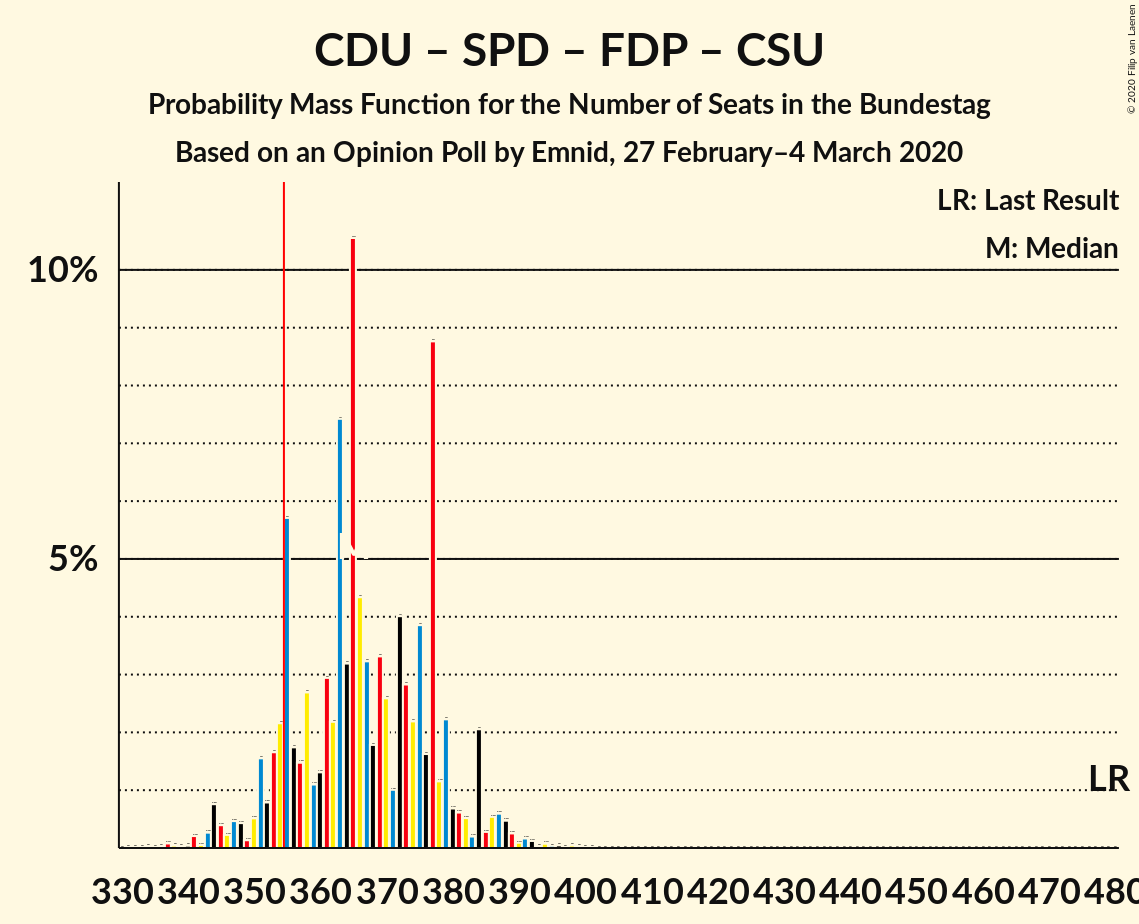 CDU – SPD – FDP – CSU
Probability Mass Function for the Number of Seats in the Bundestag
Based on an Opinion Poll by Emnid, 27 February–4 March 2020
© 2020 Filip van Laenen
LR: Last Result
M: Median
10%
5%
LR
330 340 350 360 370 380 390 400 410 420 430 440 450 460 470 480